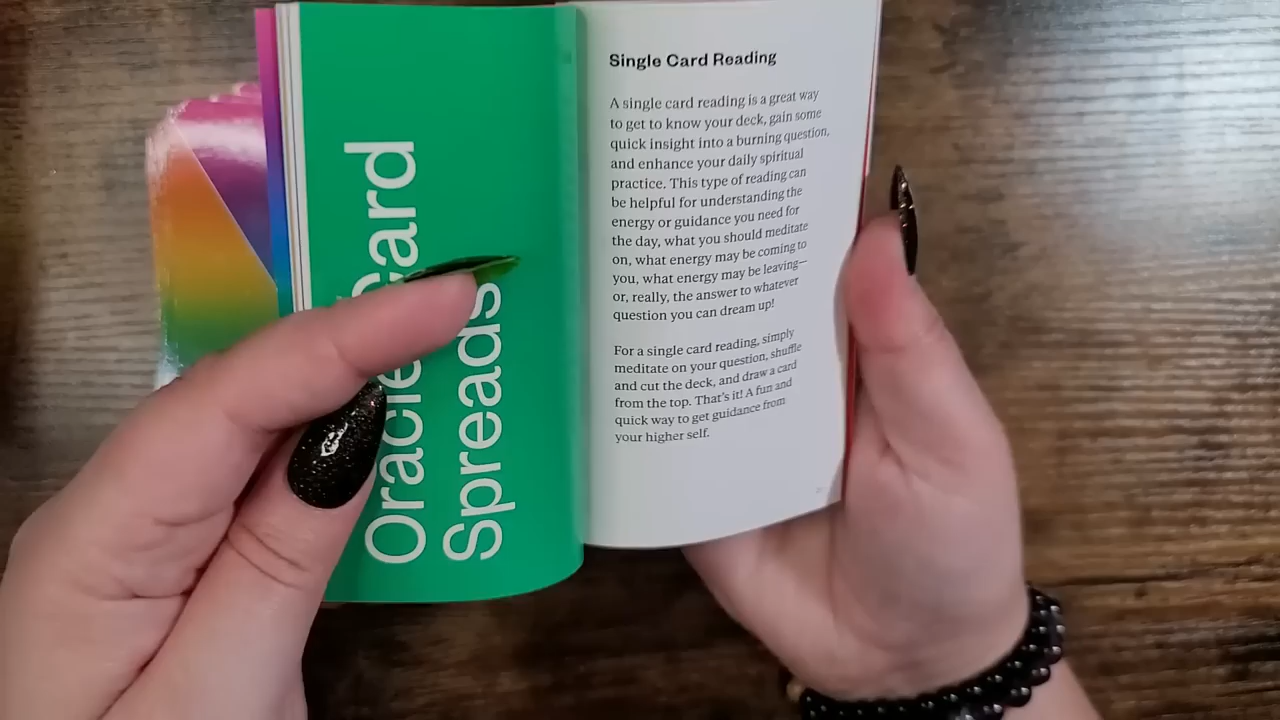 Oracle Card
Spreads
Single Card Reading
A single card reading is a great way
to get to know your deck, gain some
quick insight into a burning question,
and enhance your daily spiritual
practice. This type of reading can
be helpful for understanding the
energy or guidance you need for
the day, what you should meditate
on, what energy may be coming to
you, what energy may be leaving—
or, really, the answer to whatever
question you can dream up!
For a single card reading, simply
meditate on your question, shuffle
and cut the deck, and draw a card
from the top. That's it! A fun and
quick way to get guidance from
your higher self.